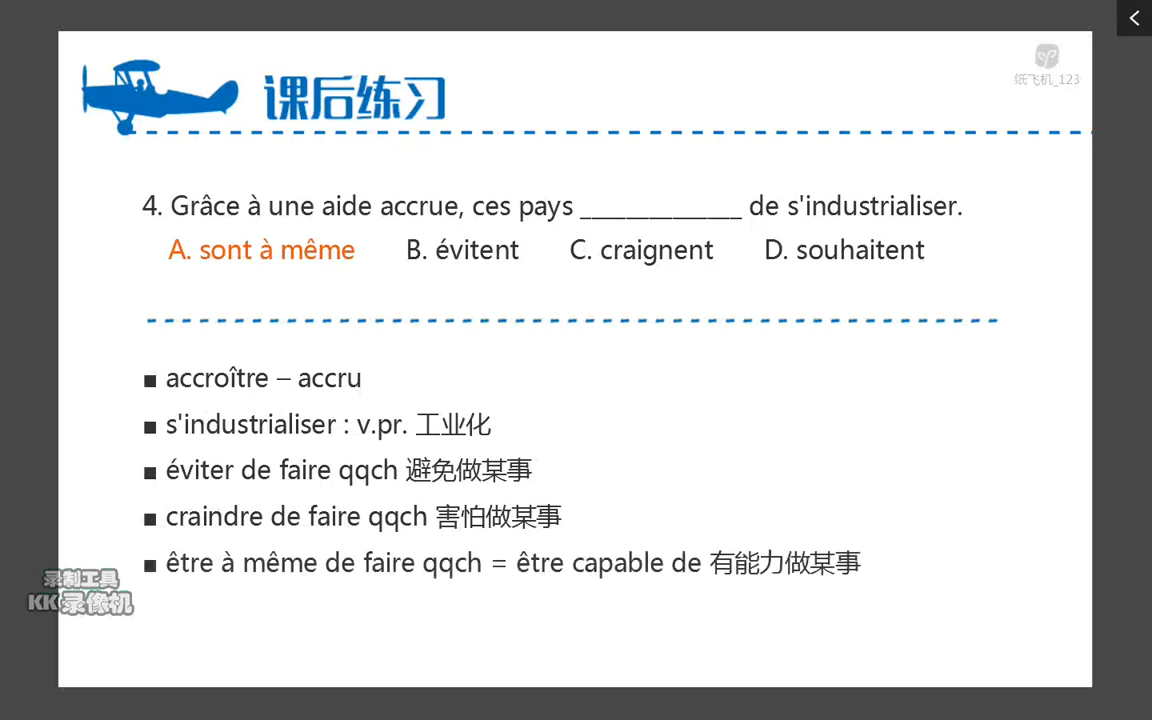 纸飞机_123
课后练习
4. Grâce à une aide accrue, ces pays ______________ de s'industrialiser.
A. sont à même B. évitent C. craignent D. souhaitent
■ accroître – accru
■ s'industrialiser : v.pr. 工业化
■ éviter de faire qqch 避免做某事
■ craindre de faire qqch 害怕做某事
■ être à même de faire qqch = être capable de 有能力做某事
录制工具
KK录像机